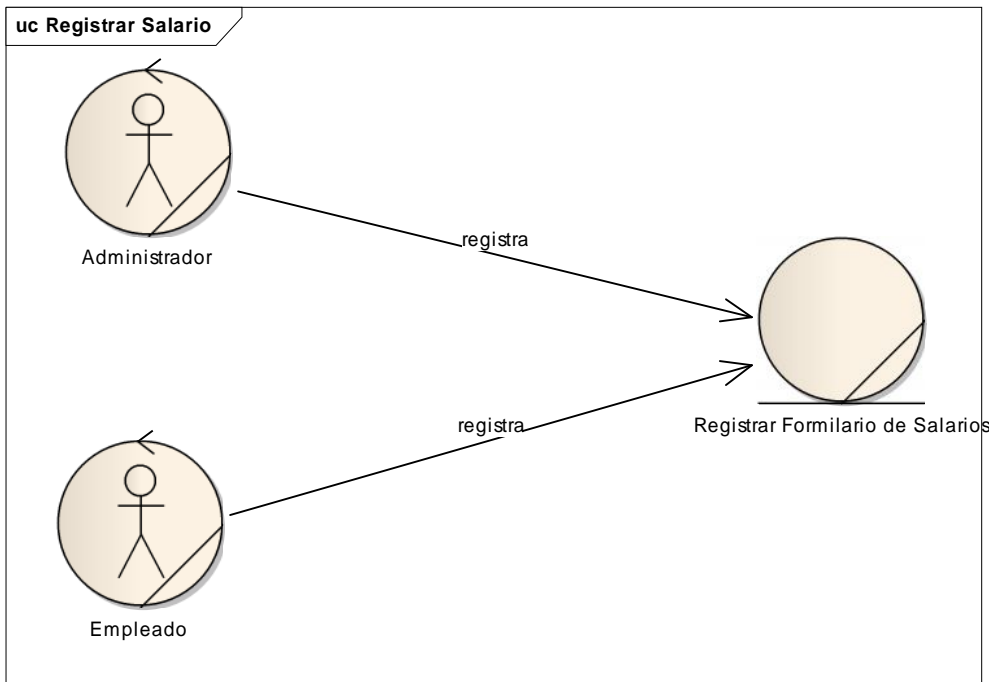 uc Registrar Salario
Administrador
registra
registra
Registrar Formilario de Salarios
Empleado